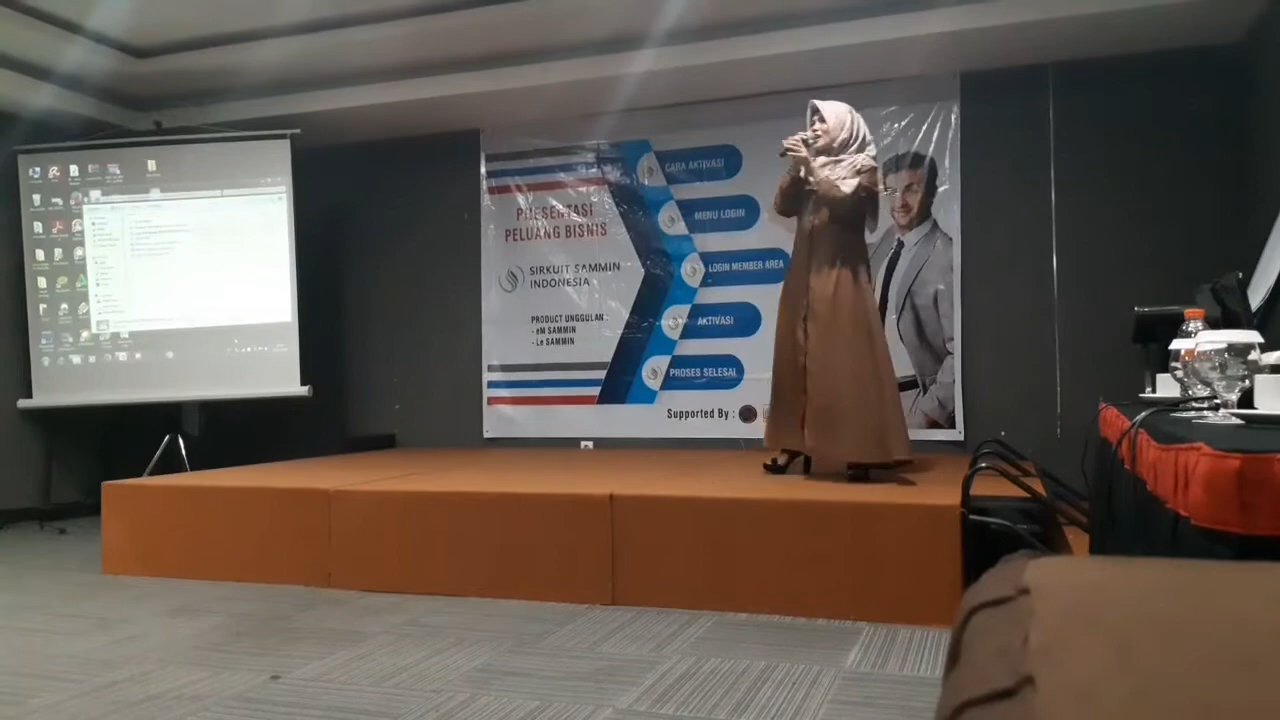 PRESENTASI
PELUANG BISNIS
SIRKUIT SAMMIN
INDONESIA
PRODUCT UNGGULAN :
- eM SAMMIN
- Le SAMMIN
CARA AKTIVASI
MENU LOGIN
LOGIN MEMBER AREA
AKTIVASI
PROSES SELESAI
Supported By :